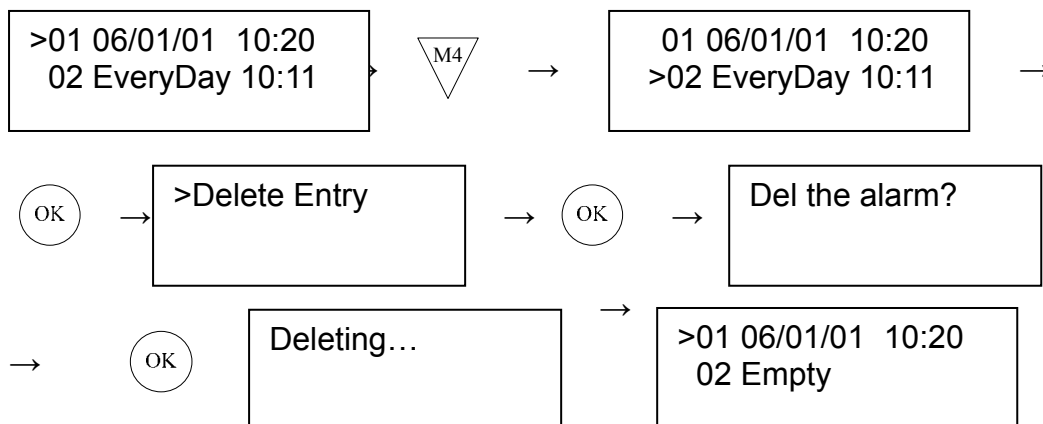 >01 06/01/01 10:20
02 EveryDay 10:11
→
M4
→
01 06/01/01 10:20
>02 EveryDay 10:11
→
OK
→
>Delete Entry
→
OK
→
Del the alarm?
→
OK
Deleting…
→
>01 06/01/01 10:20
02 Empty